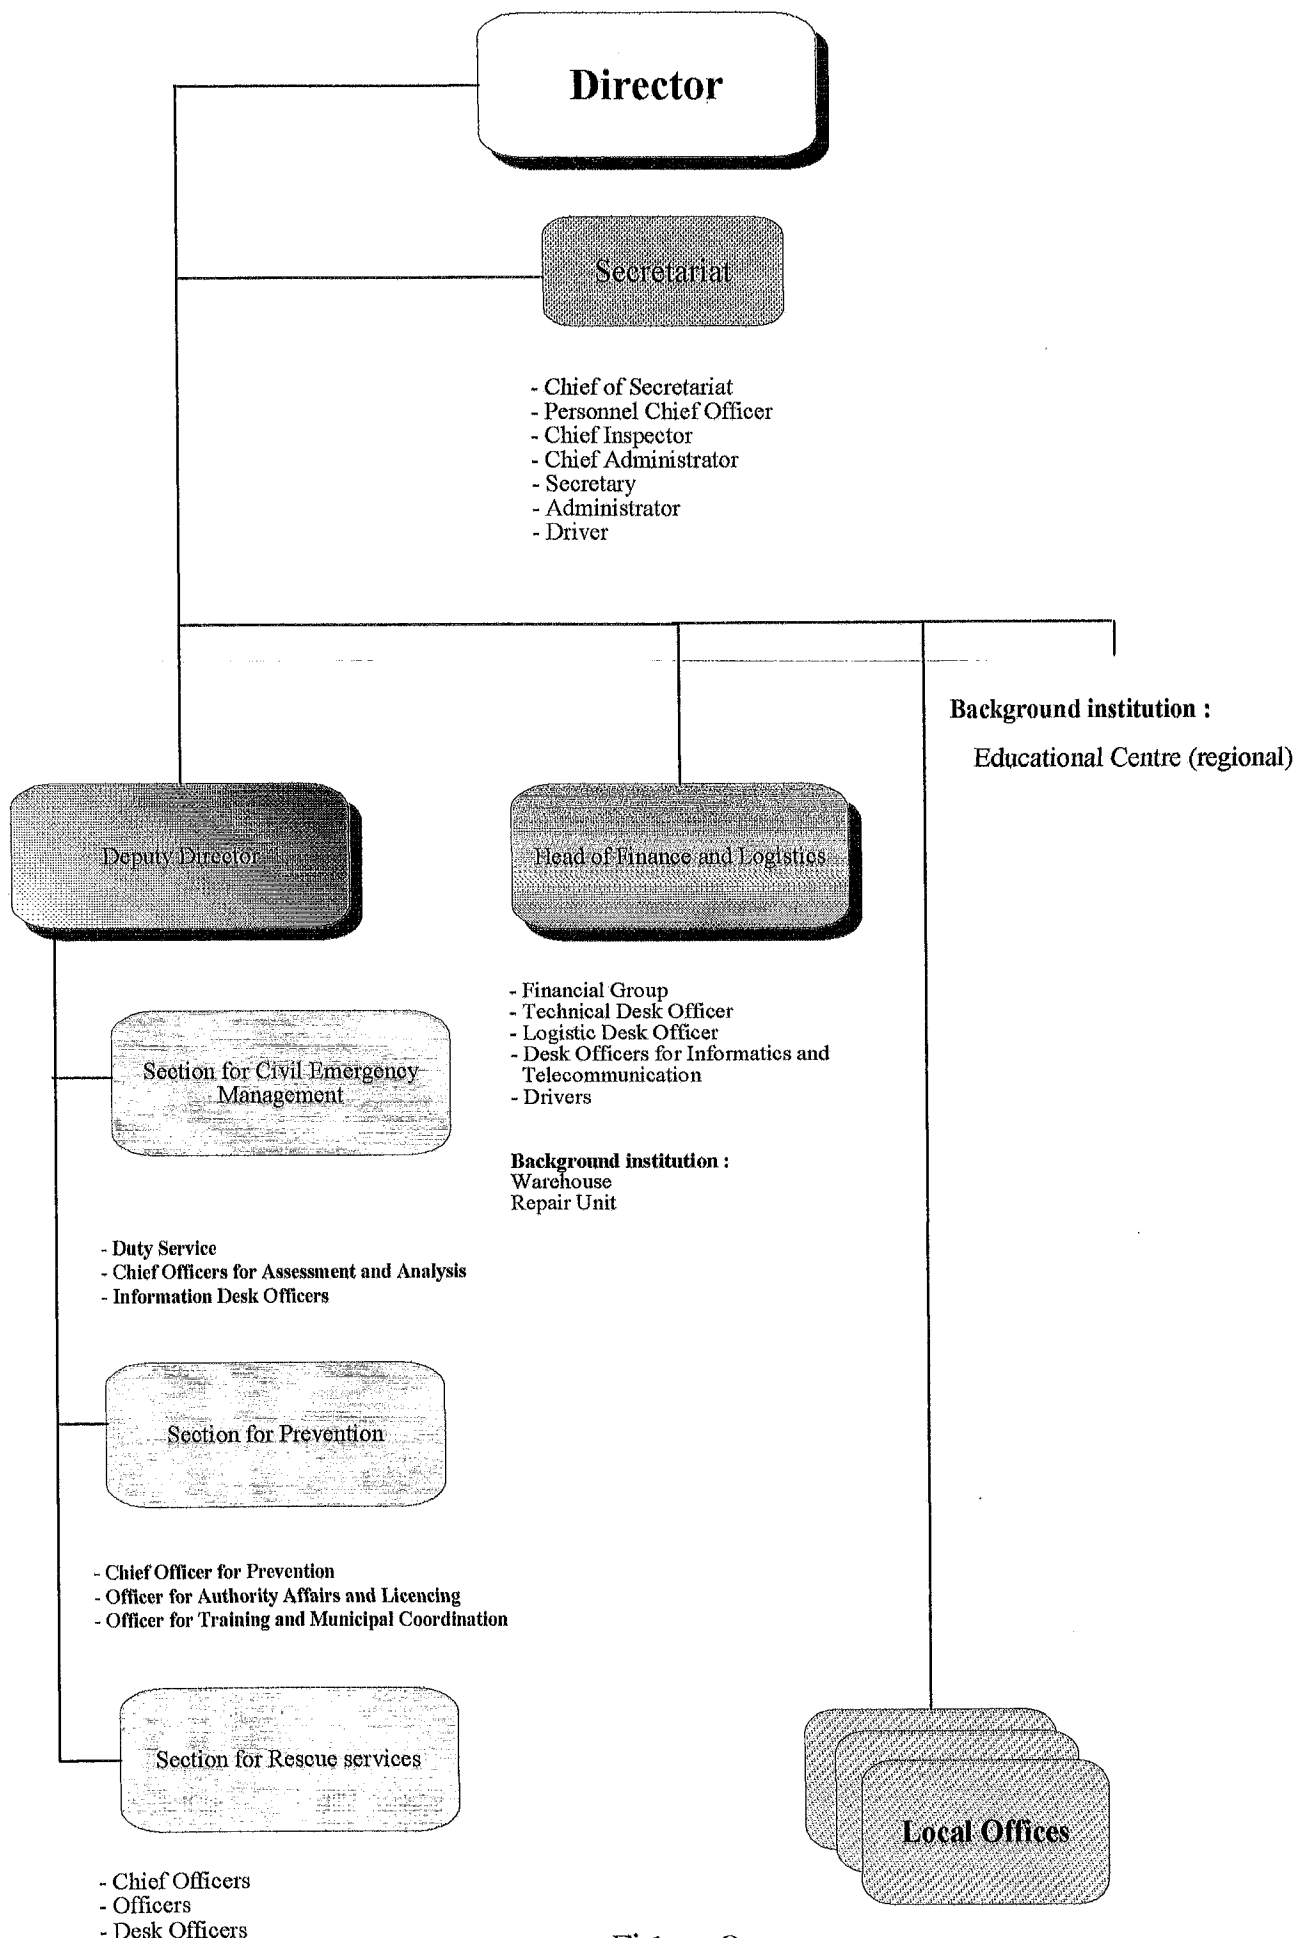 Director
Secretariat
- Chief of Secretariat
- Personnel Chief Officer
- Chief Inspector
- Chief Administrator
- Secretary
- Administrator
- Driver
Background institution :
Educational Centre (regional)
Deputy Director
Head of Finance and Logistics
- Financial Group
- Technical Desk Officer
- Logistic Desk Officer
- Desk Officers for Informatics and
Telecommunication
- Drivers
Background institution :
Warehouse
Repair Unit
Section for Civil Emergency
Management
- Duty Service
- Chief Officers for Assessment and Analysis
- Information Desk Officers
Section for Prevention
- Chief Officer for Prevention
- Officer for Authority Affairs and Licencing
- Officer for Training and Municipal Coordination
Section for Rescue services
- Chief Officers
- Officers
- Desk Officers
Local Offices